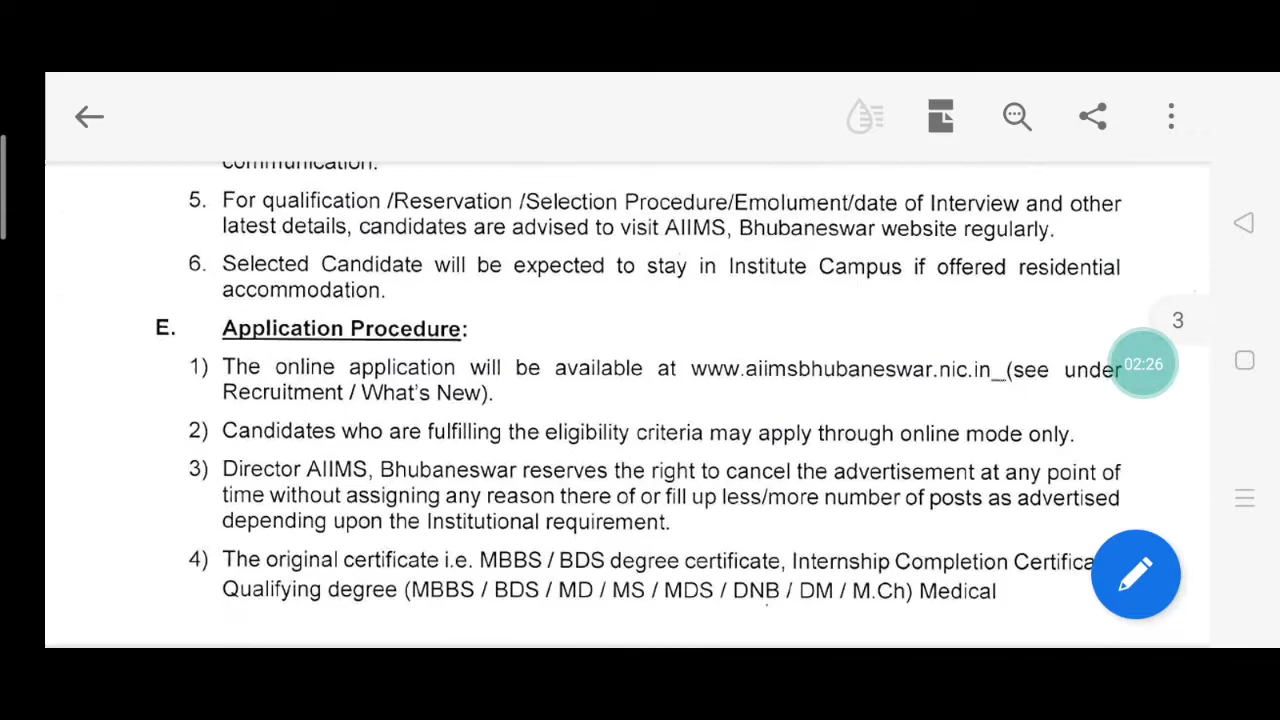 communication.
5. For qualification /Reservation /Selection Procedure/Emolument/date of Interview and other
latest details, candidates are advised to visit AIIMS, Bhubaneswar website regularly.
6. Selected Candidate will be expected to stay in Institute Campus if offered residential
accommodation.
3
E. Application Procedure:
02:26
1) The online application will be available at www.aiimsbhubaneswar.nic.in_(see under
Recruitment / What's New).
2) Candidates who are fulfilling the eligibility criteria may apply through online mode only.
3) Director AIIMS, Bhubaneswar reserves the right to cancel the advertisement at any point of
time without assigning any reason there of or fill up less/more number of posts as advertised
depending upon the Institutional requirement.
4) The original certificate i.e. MBBS / BDS degree certificate, Internship Completion Certifica
Qualifying degree (MBBS / BDS / MD / MS / MDS / DNB / DM / M.Ch) Medical